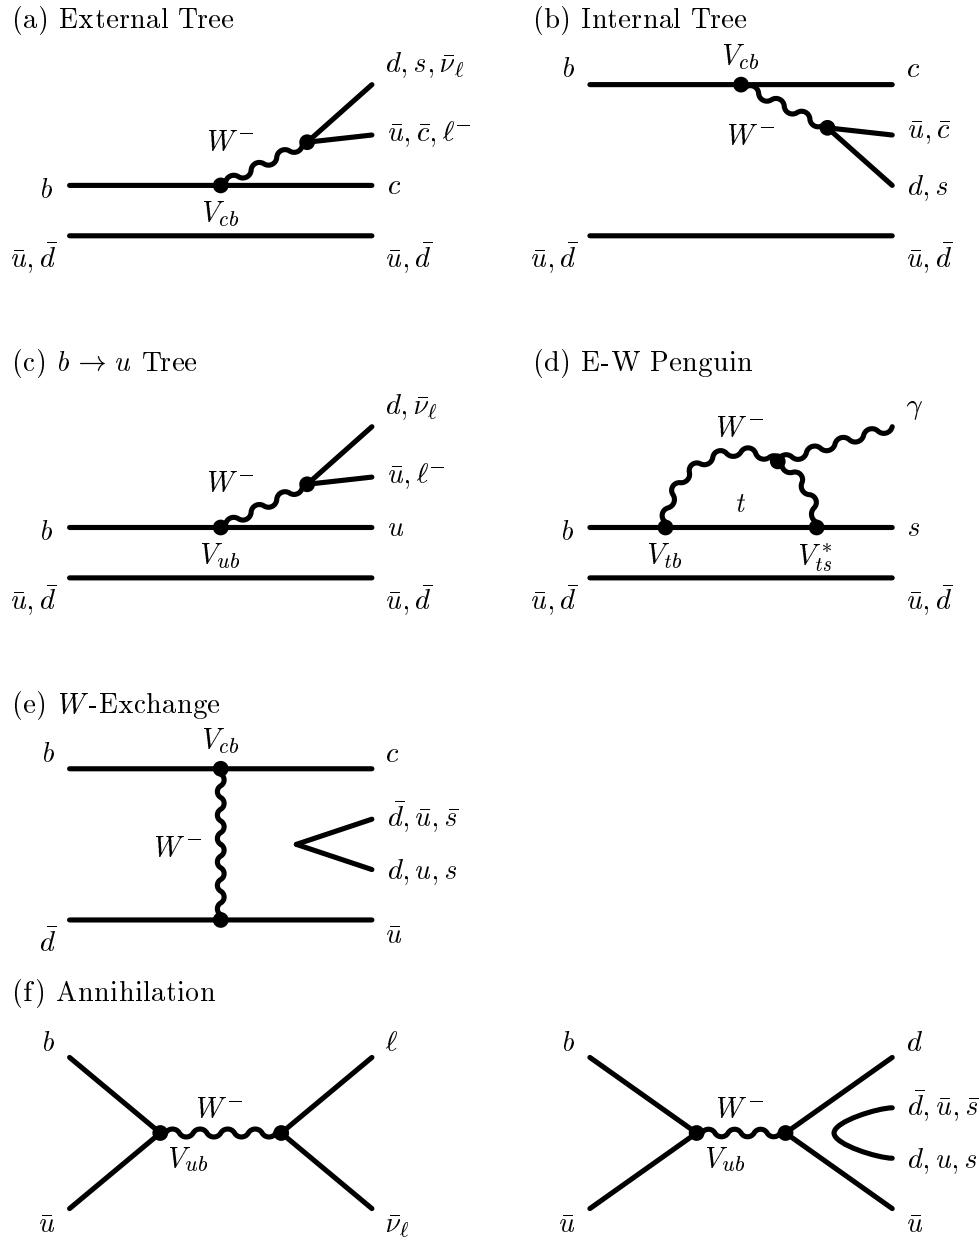 (a) External Tree
d, s, ν̄_ℓ
W⁻
ū, c̄, ℓ⁻
b
c
V_cb
ū, d̄
ū, d̄
(b) Internal Tree
b
V_cb
c
W⁻
ū, c̄
d, s
ū, d̄
ū, d̄
(c) b → u Tree
d, ν̄_ℓ
W⁻
ū, ℓ⁻
b
u
V_ub
ū, d̄
ū, d̄
(d) E-W Penguin
γ
W⁻
t
b
s
V_tb
V*_ts
ū, d̄
ū, d̄
(e) W-Exchange
b
V_cb
c
W⁻
d̄, ū, s̄
d, u, s
d̄
ū
(f) Annihilation
b
ℓ
W⁻
V_ub
ū
ν̄_ℓ
b
d
W⁻
d̄, ū, s̄
V_ub
d, u, s
ū
ū